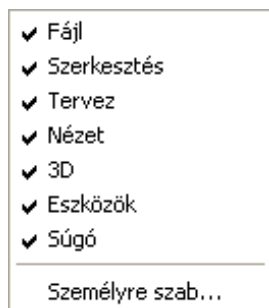 Fájl
Szerkesztés
Tervez
Nézet
3D
Eszközök
Súgó
Személyre szab...